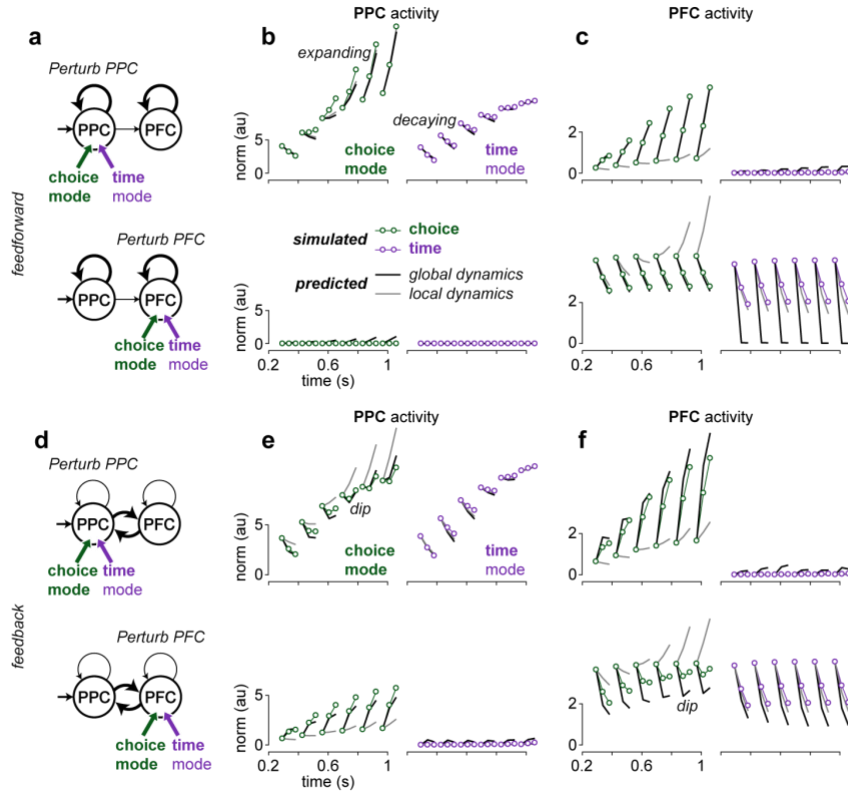 PPC activity
PFC activity
a
b
c
Perturb PPC
PPC
PFC
choice
mode
time
mode
expanding
decaying
choice
mode
time
mode
norm (au)
5
0
2
0
feedforward
Perturb PFC
PPC
PFC
choice
mode
time
mode
simulated
choice
time
predicted
global dynamics
local dynamics
norm (au)
5
0
0.2
0.6
1
time (s)
2
0
0.2
0.6
1
PPC activity
PFC activity
d
e
f
Perturb PPC
PPC
PFC
choice
mode
time
mode
dip
choice
mode
time
mode
norm (au)
5
0
2
0
feedback
Perturb PFC
PPC
PFC
choice
mode
time
mode
norm (au)
5
0
0.2
0.6
1
time (s)
dip
2
0
0.2
0.6
1